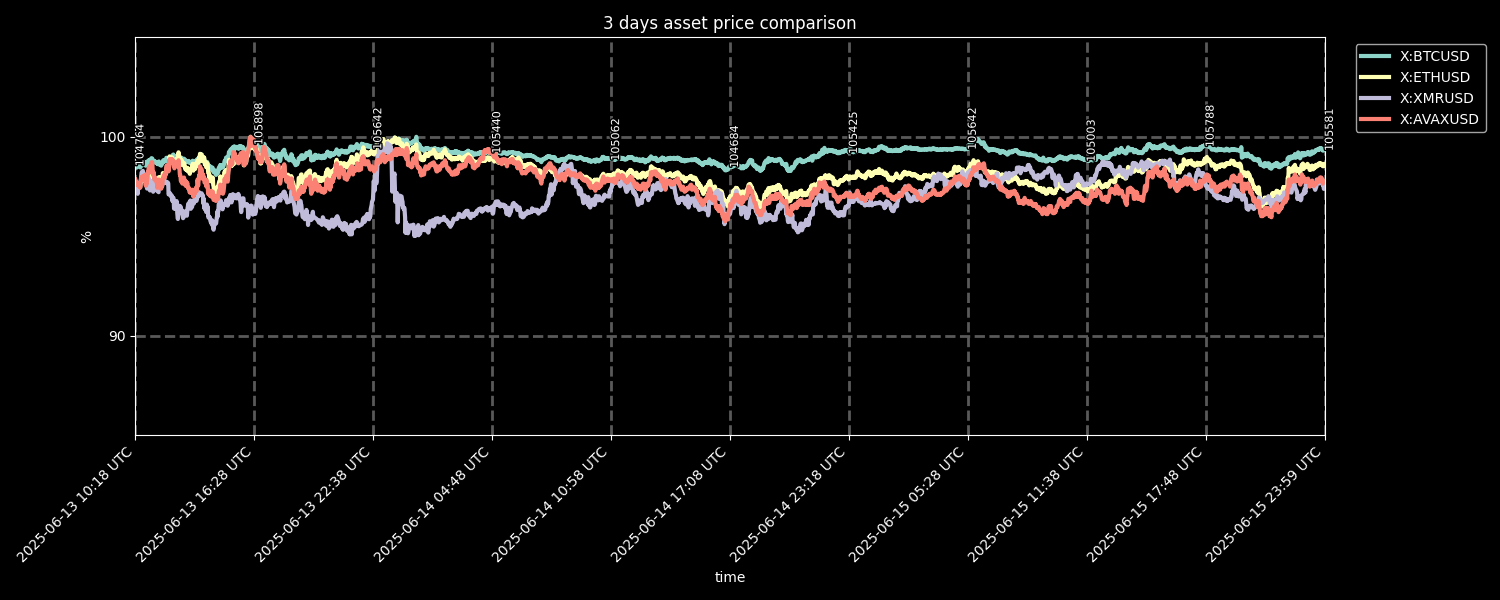 3 days asset price comparison
X:BTCUSD
X:ETHUSD
X:XMRUSD
X:AVAXUSD
100
90
%
104764
105898
105642
105440
105062
104684
105425
105642
105003
105788
105581
2025-06-13 10:18 UTC
2025-06-13 16:28 UTC
2025-06-13 22:38 UTC
2025-06-14 04:48 UTC
2025-06-14 10:58 UTC
2025-06-14 17:08 UTC
2025-06-14 23:18 UTC
2025-06-15 05:28 UTC
2025-06-15 11:38 UTC
2025-06-15 17:48 UTC
2025-06-15 23:59 UTC
time